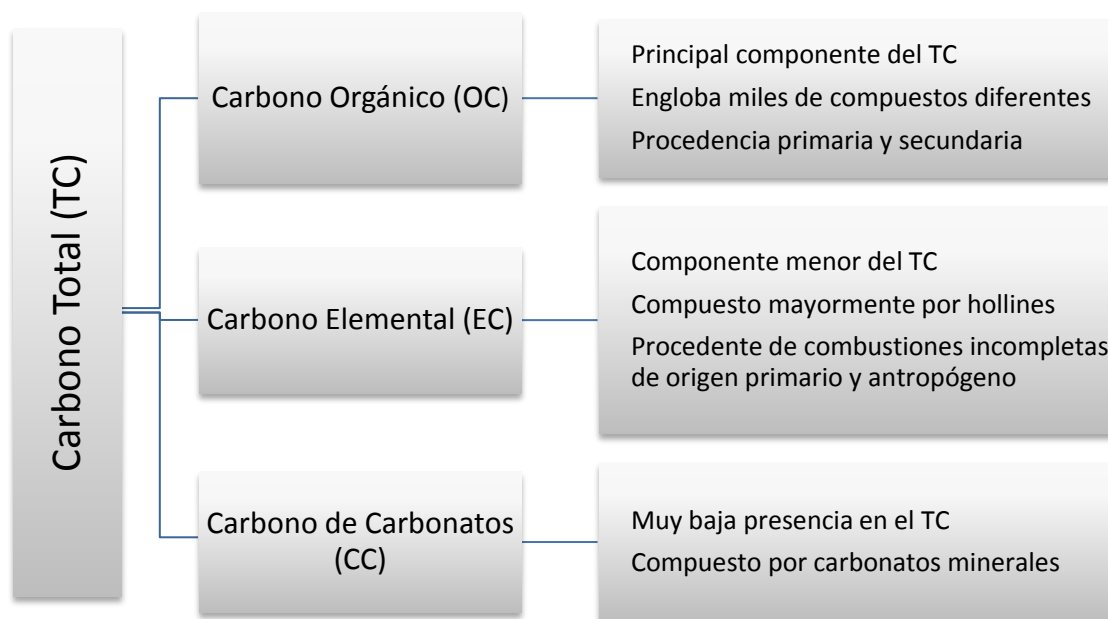 Carbono Total (TC)
Carbono Orgánico (OC)
Principal componente del TC
Engloba miles de compuestos diferentes
Procedencia primaria y secundaria
Carbono Elemental (EC)
Componente menor del TC
Compuesto mayormente por hollines
Procedente de combustiones incompletas
de origen primario y antropógeno
Carbono de Carbonatos
(CC)
Muy baja presencia en el TC
Compuesto por carbonatos minerales